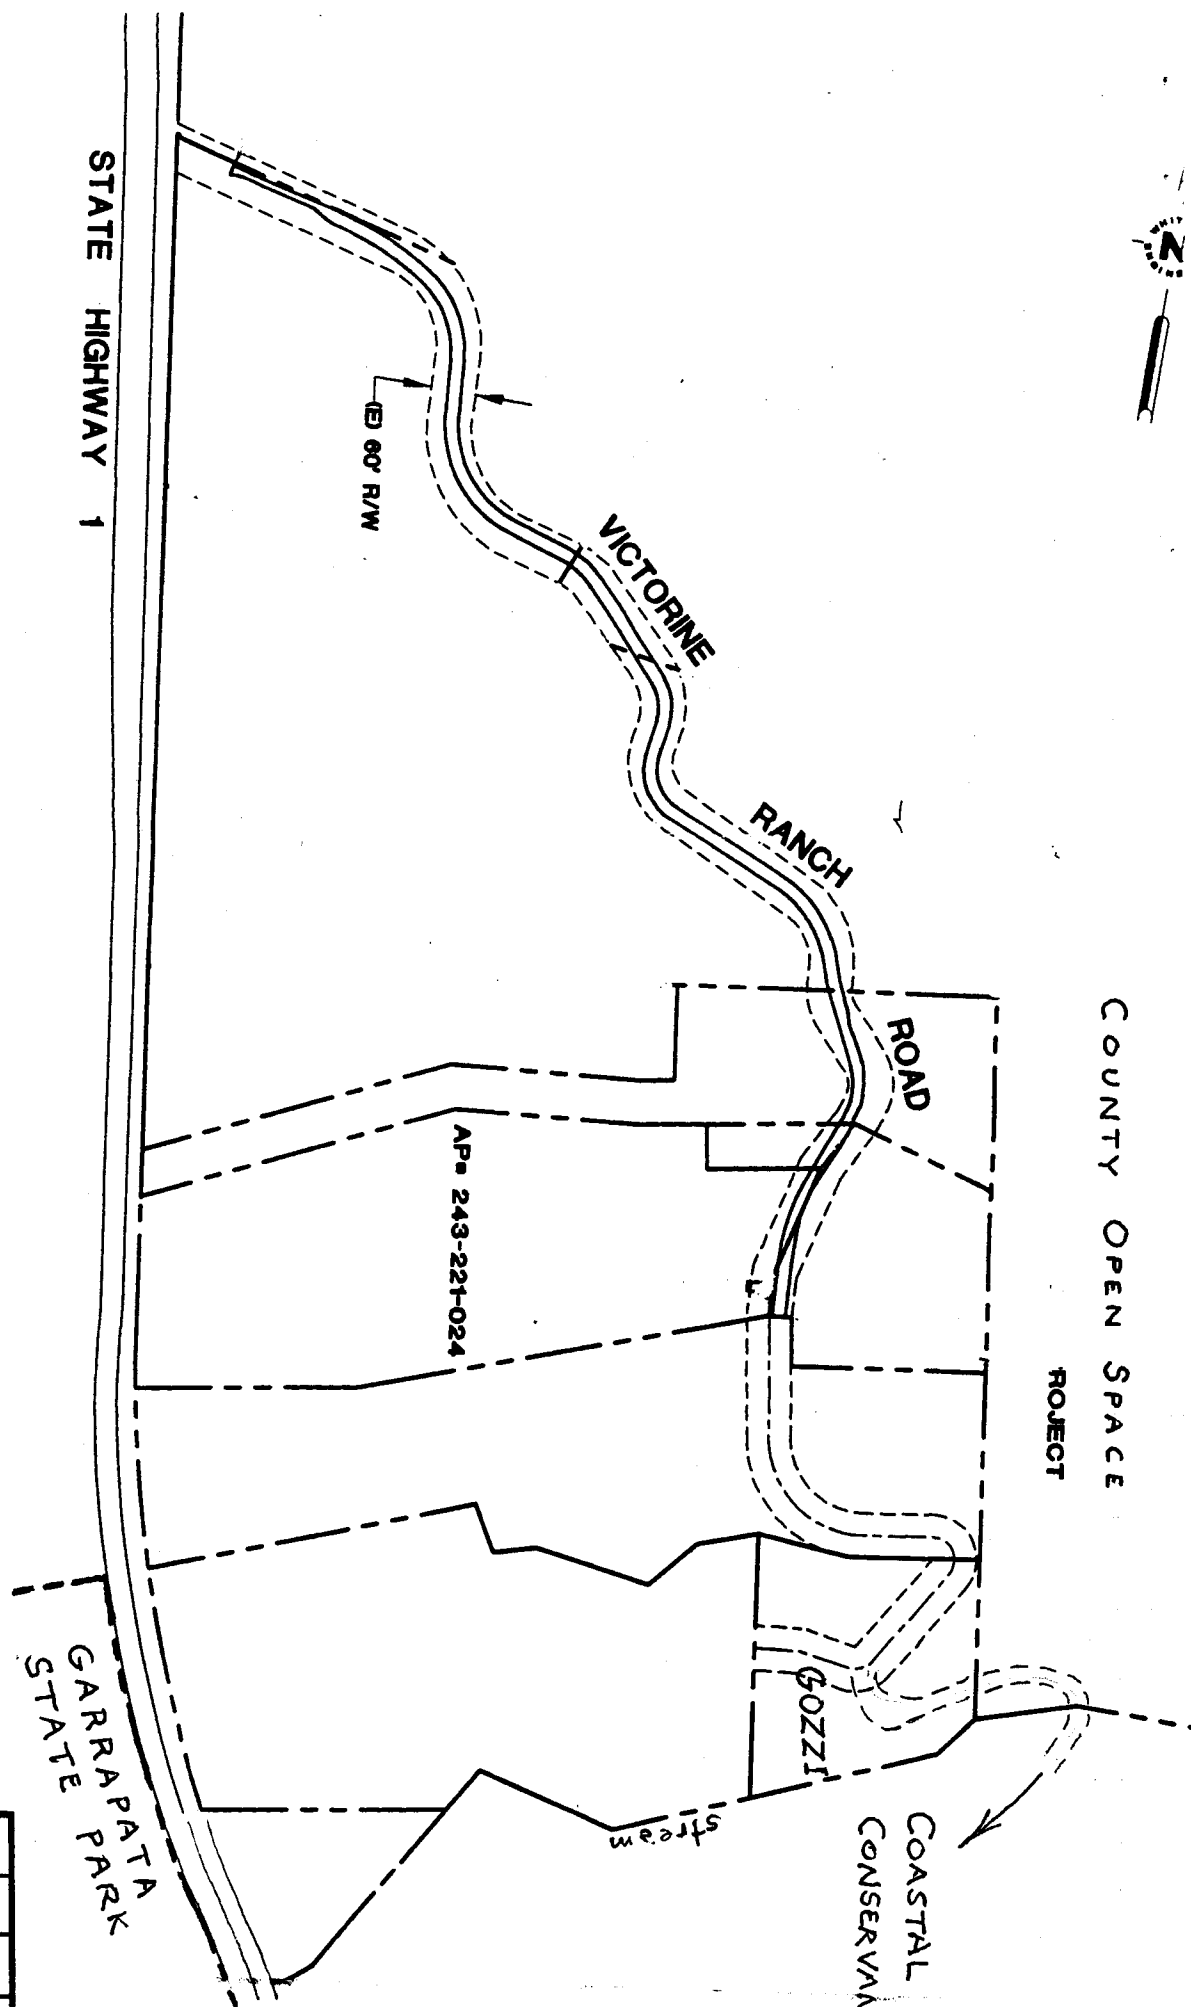 N
COUNTY OPEN SPACE
ROJECT
VICTORINE
RANCH
ROAD
(E) 60' R/W
STATE HIGHWAY 1
AP# 243-221-024
GOZZI
COASTAL
CONSERVAN
stream
GARRAPATA
STATE PARK